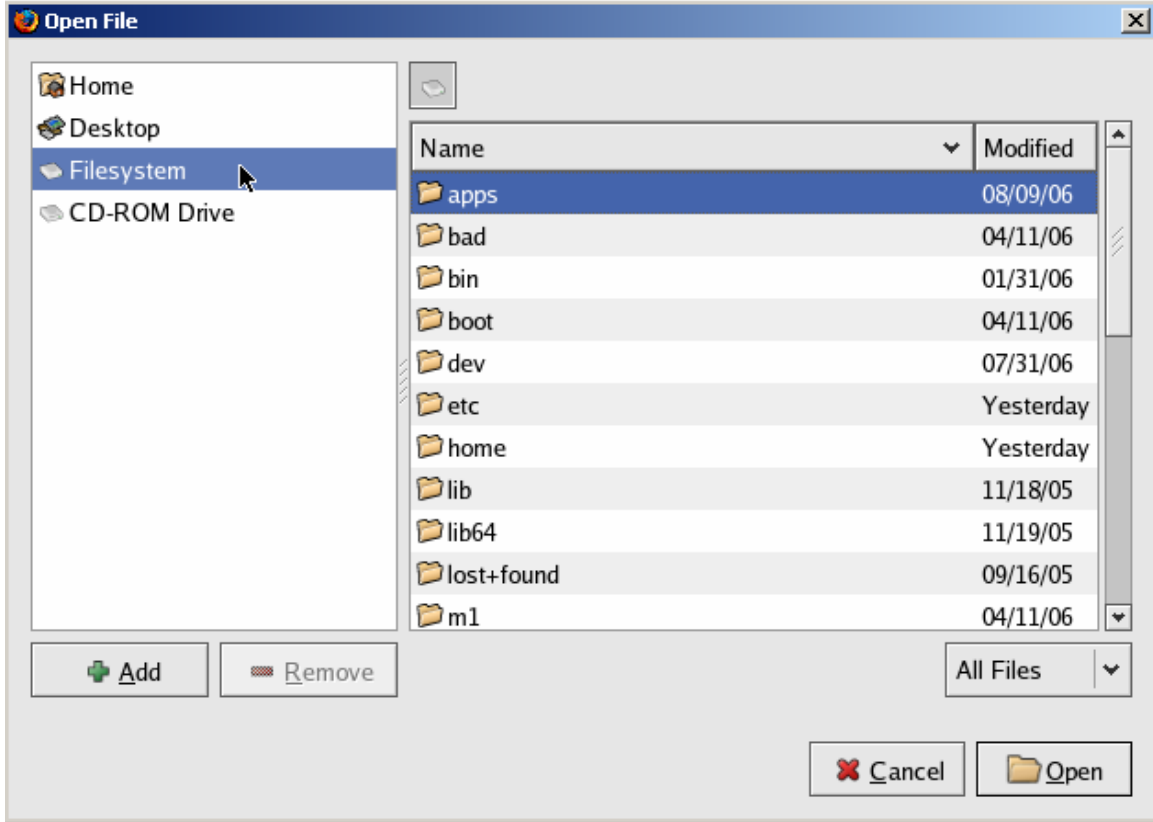 Open File
Home
Desktop
Filesystem
CD-ROM Drive
Name Modified
apps 08/09/06
bad 04/11/06
bin 01/31/06
boot 04/11/06
dev 07/31/06
etc Yesterday
home Yesterday
lib 11/18/05
lib64 11/19/05
lost+found 09/16/05
m1 04/11/06
Add Remove All Files
Cancel Open